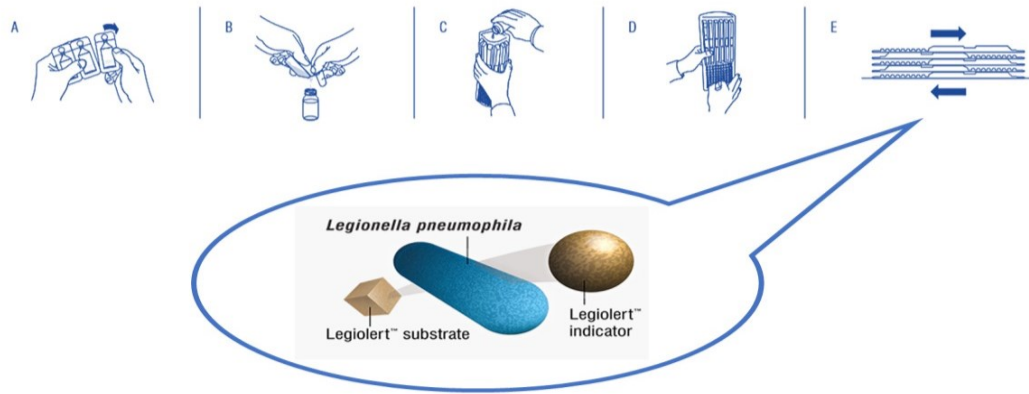 A
B
C
D
E
Legionella pneumophila
Legiolert™ substrate
Legiolert™
indicator